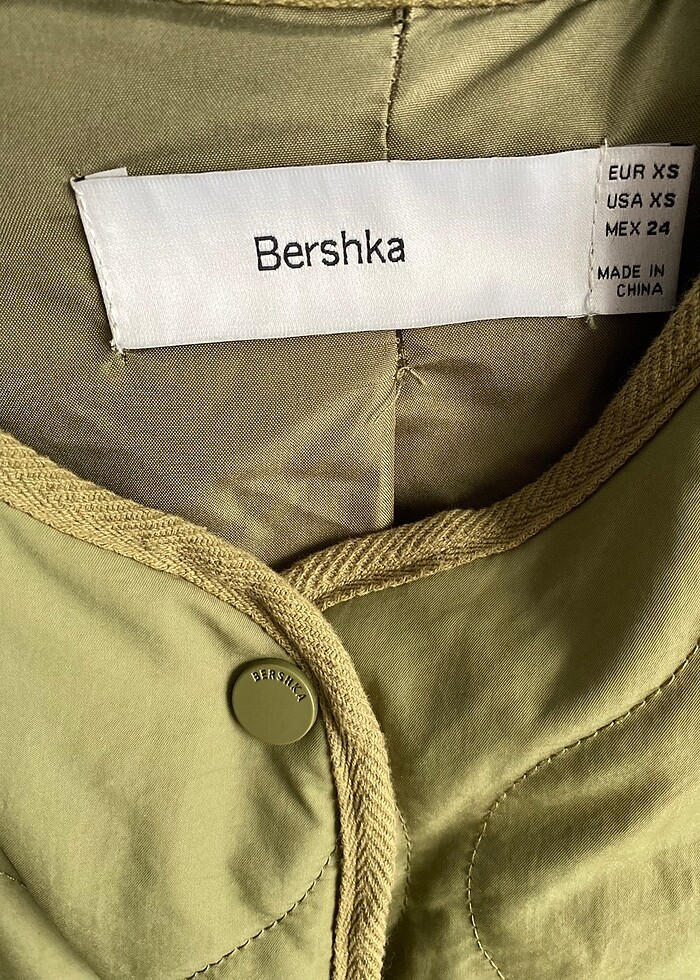 Bershka
EUR XS
USA XS
MEX 24
MADE IN
CHINA
BERSHKA